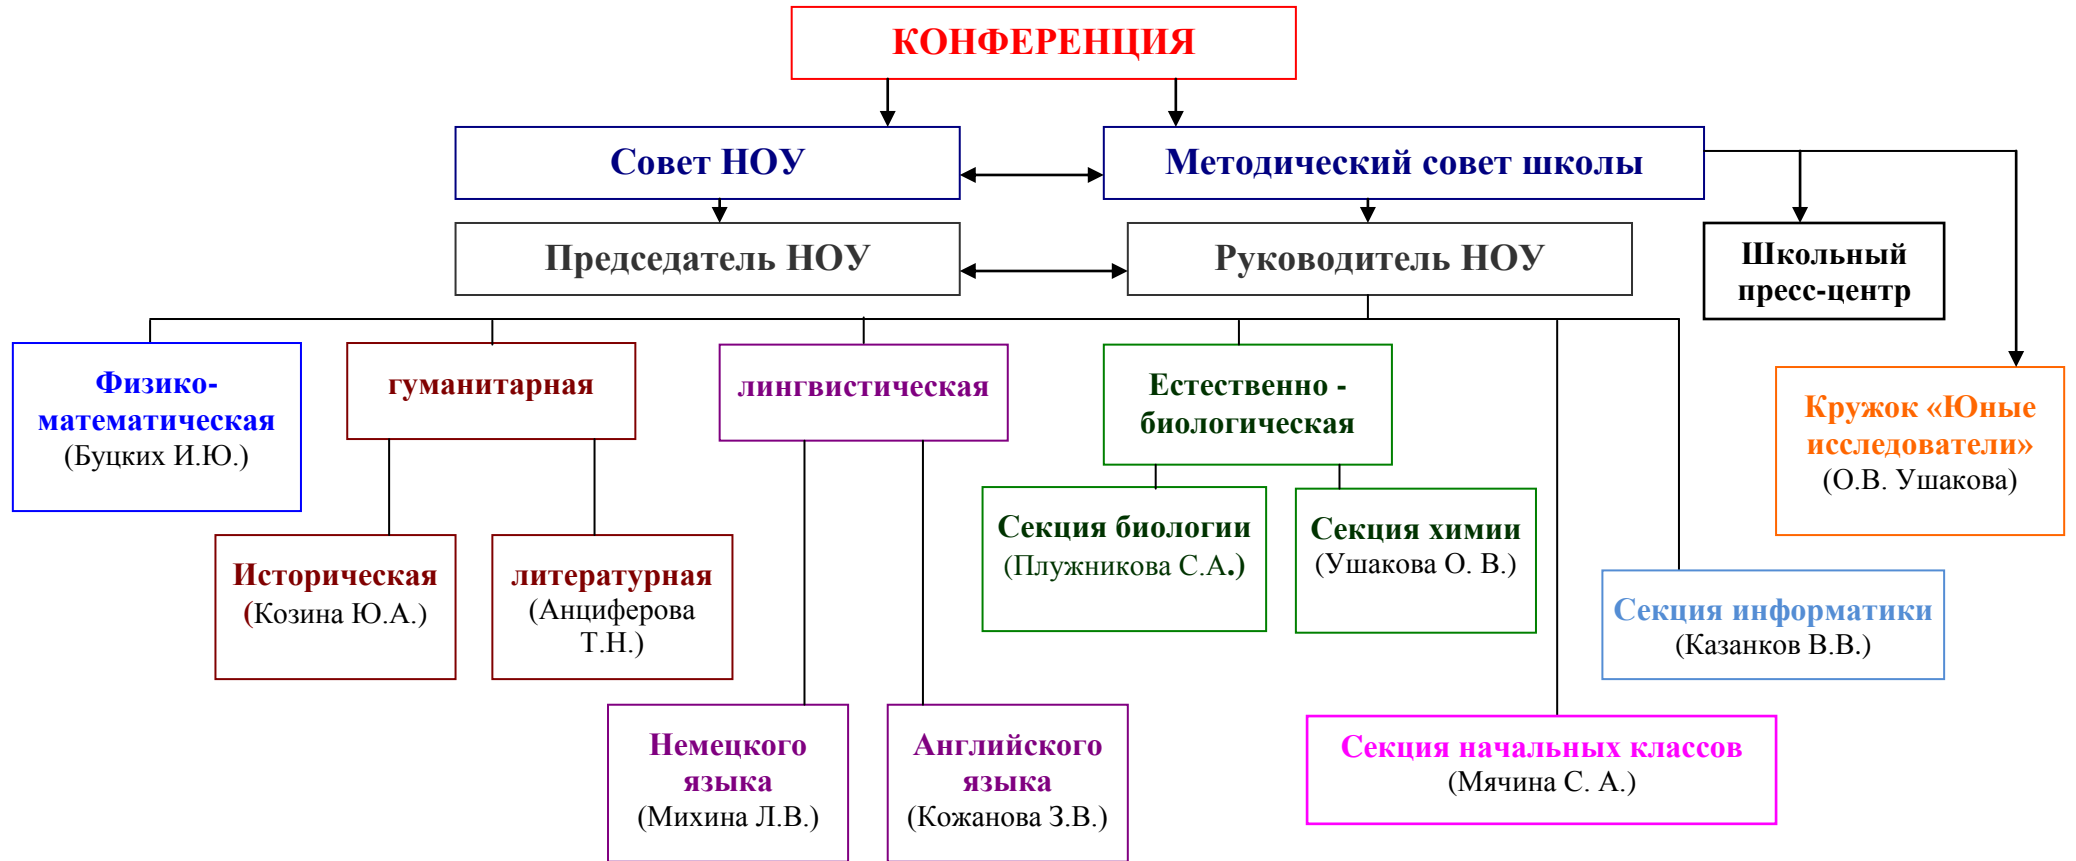 КОНФЕРЕНЦИЯ
Совет НОУ
Методический совет школы
Председатель НОУ
Руководитель НОУ
Школьный
пресс-центр
Физико-
математическая
(Буцких И.Ю.)
гуманитарная
лингвистическая
Естественно -
биологическая
Кружок «Юные
исследователи»
(О.В. Ушакова)
Историческая
(Козина Ю.А.)
литературная
(Анциферова
Т.Н.)
Секция биологии
(Плужникова С.А.)
Секция химии
(Ушакова О. В.)
Секция информатики
(Казанков В.В.)
Немецкого
языка
(Михина Л.В.)
Английского
языка
(Кожанова З.В.)
Секция начальных классов
(Мячина С. А.)